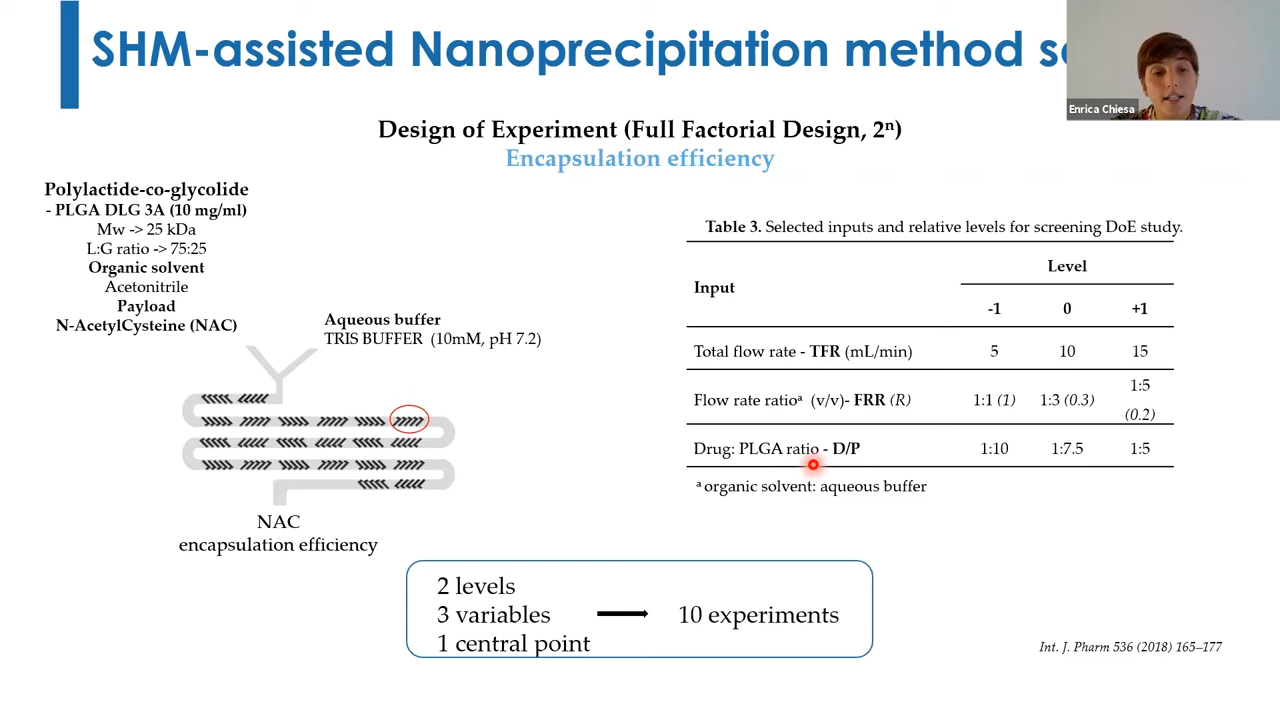 SHM-assisted Nanoprecipitation method
Enrica Chiesa
Design of Experiment (Full Factorial Design, 2ⁿ)
Encapsulation efficiency
Polylactide-co-glycolide
- PLGA DLG 3A (10 mg/ml)
Mw -> 25 kDa
L:G ratio -> 75:25
Organic solvent
Acetonitrile
Payload
N-AcetylCysteine (NAC)
Aqueous buffer
TRIS BUFFER (10mM, pH 7.2)
NAC
encapsulation efficiency
Table 3. Selected inputs and relative levels for screening DoE study.
Input
Level
-1 0 +1
Total flow rate - TFR (mL/min) 5 10 15
Flow rate ratioᵃ (v/v)- FRR (R) 1:1 (1) 1:3 (0.3) 1:5 (0.2)
Drug: PLGA ratio - D/P 1:10 1:7.5 1:5
ᵃ organic solvent: aqueous buffer
2 levels
3 variables
1 central point
10 experiments
Int. J. Pharm 536 (2018) 165–177